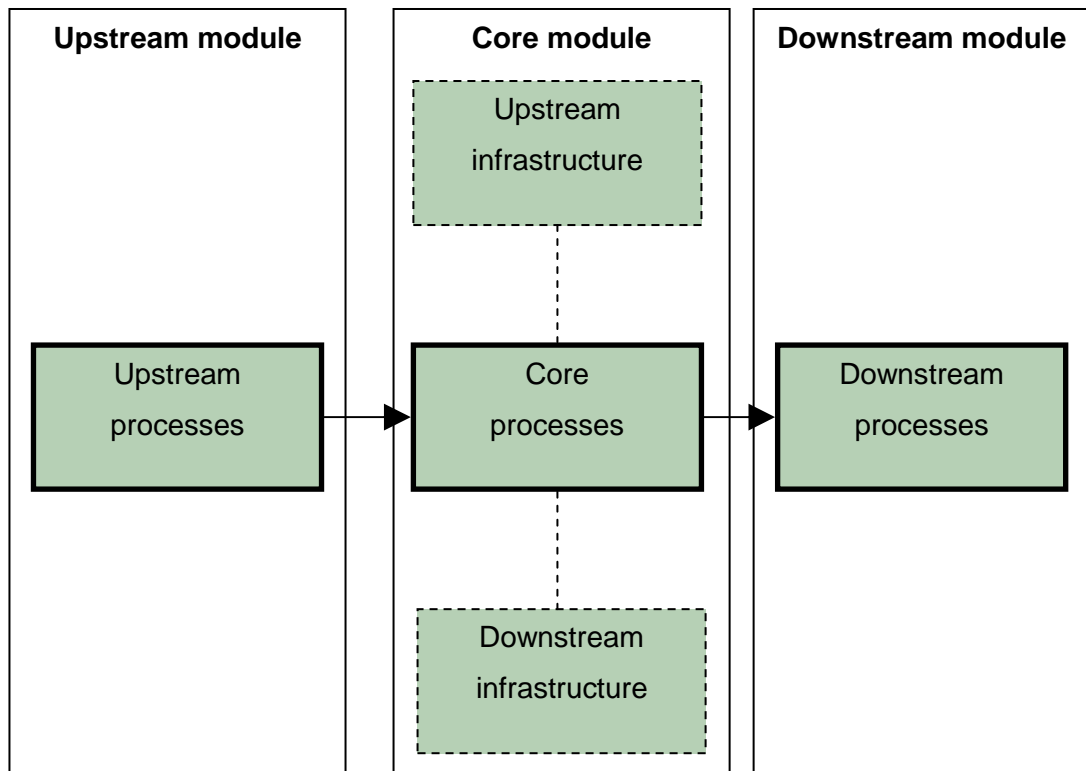 Upstream module
Core module
Downstream module
Upstream
infrastructure
Upstream
processes
Core
processes
Downstream
processes
Downstream
infrastructure